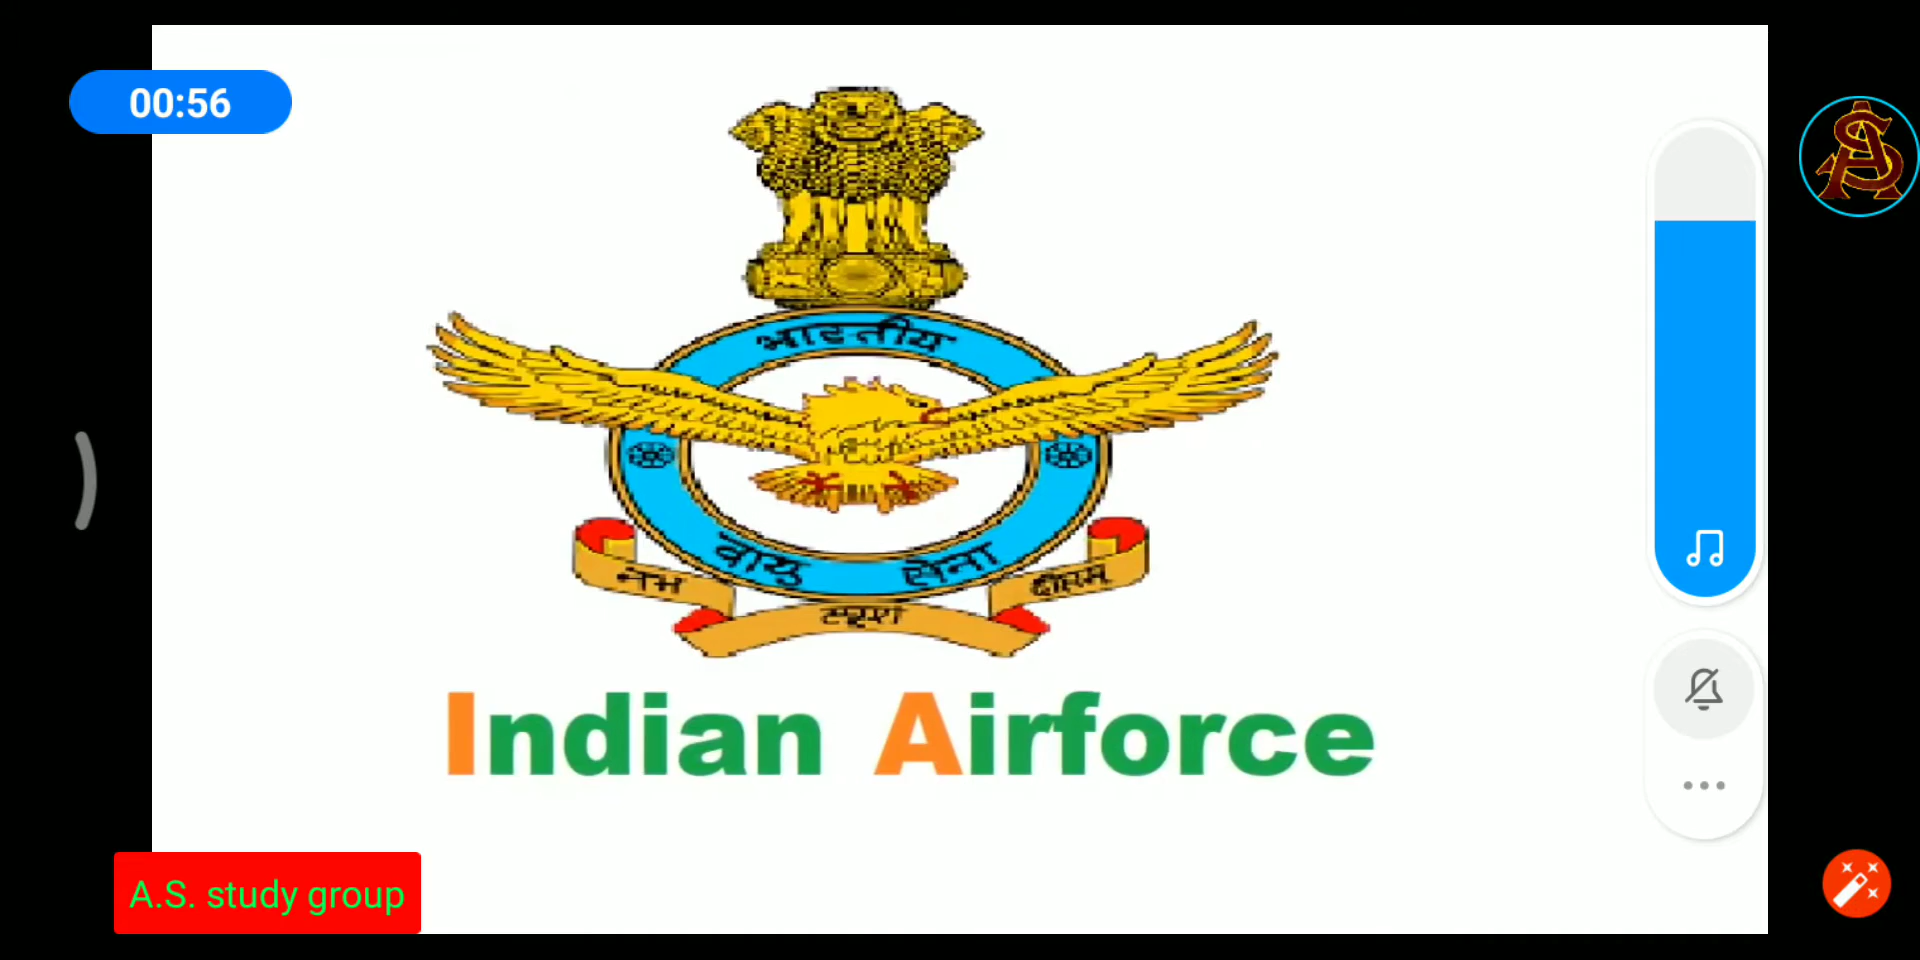 00:56
भारतीय
वायु सेना
नभः स्पृशं दीप्तम्
Indian Airforce
A.S. study group